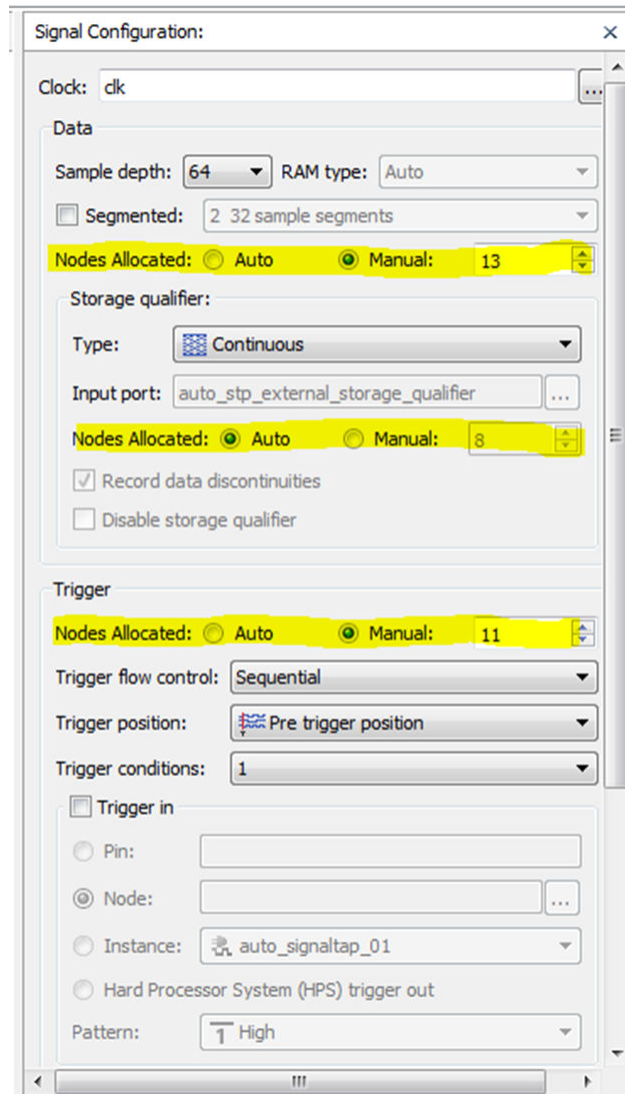 Signal Configuration:
Clock: clk ...
Data
Sample depth: 64 RAM type: Auto
Segmented: 2 32 sample segments
Nodes Allocated: Auto Manual: 13
Storage qualifier:
Type: Continuous
Input port: auto_stp_external_storage_qualifier ...
Nodes Allocated: Auto Manual: 8
Record data discontinuities
Disable storage qualifier
Trigger
Nodes Allocated: Auto Manual: 11
Trigger flow control: Sequential
Trigger position: Pre trigger position
Trigger conditions: 1
Trigger in
Pin:
Node: ...
Instance: auto_signaltap_01
Hard Processor System (HPS) trigger out
Pattern: 1 High